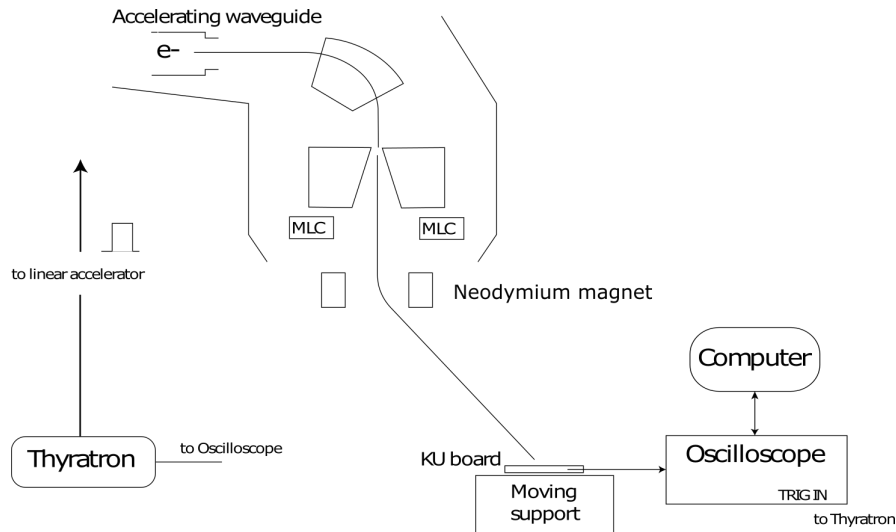 Accelerating waveguide
e-
MLC
MLC
to linear accelerator
Neodymium magnet
Computer
Thyratron
to Oscilloscope
KU board
Oscilloscope
TRIG IN
Moving
support
to Thyratron